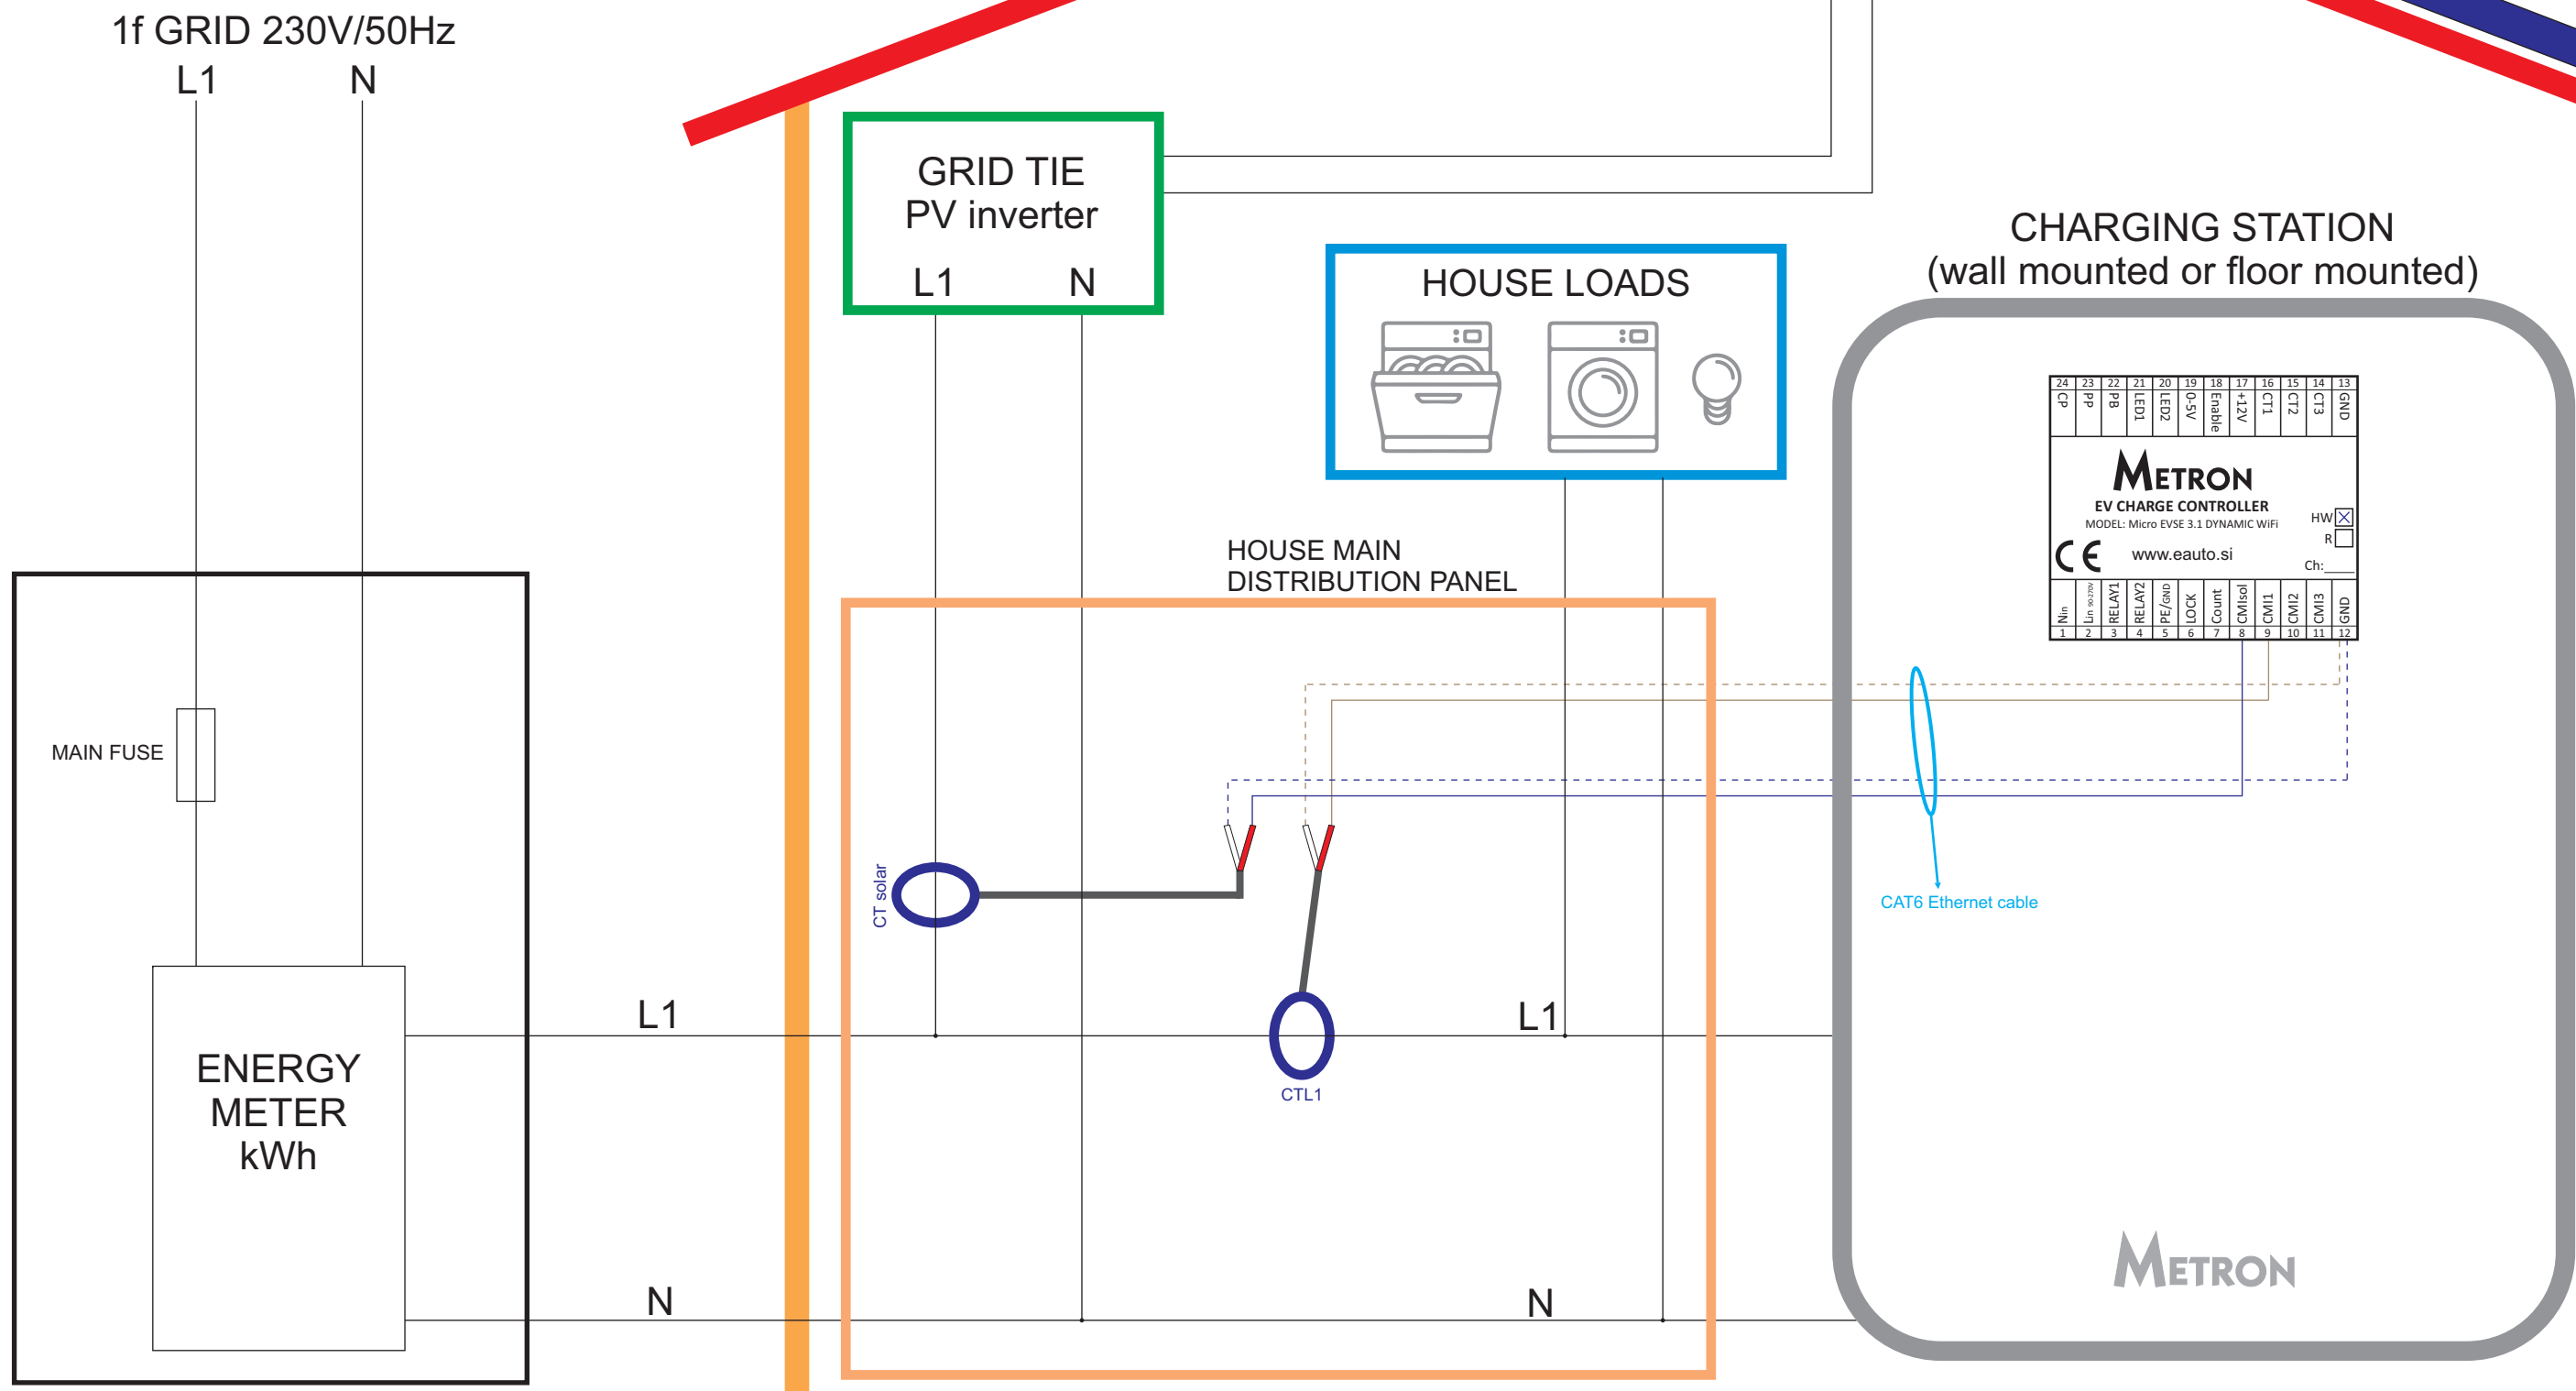 1f GRID 230V/50Hz
L1 N
GRID TIE
PV inverter
L1 N
HOUSE LOADS
CHARGING STATION
(wall mounted or floor mounted)
24 23 22 21 20 19 18 17 16 15 14 13
CP PP PB LED1 LED2 0-5V Enable +12V CT1 CT2 CT3 GND
METRON
EV CHARGE CONTROLLER
MODEL: Micro EVSE 3.1 DYNAMIC WiFi
HW
R
CE www.eauto.si
Ch:____
Nin Lin 90-270V RELAY1 RELAY2 PE/GND LOCK Count CMIsol CMI1 CMI2 CMI3 GND
1 2 3 4 5 6 7 8 9 10 11 12
HOUSE MAIN
DISTRIBUTION PANEL
MAIN FUSE
CT solar
CAT6 Ethernet cable
L1
L1
ENERGY
METER
kWh
CTL1
N
N
METRON